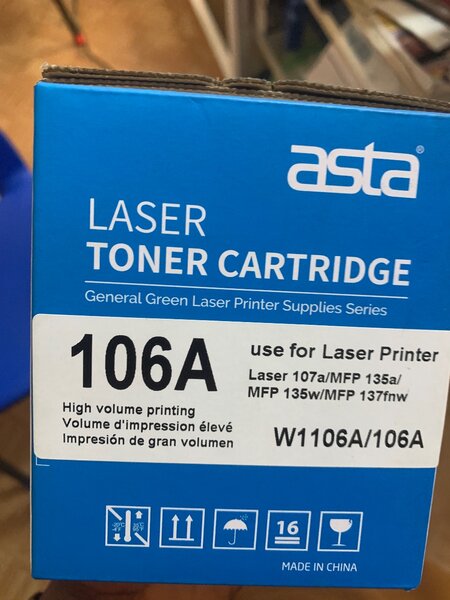 asta®
LASER
TONER CARTRIDGE
General Green Laser Printer Supplies Series
106A
use for Laser Printer
Laser 107a/MFP 135a/
MFP 135w/MFP 137fnw
High volume printing
Volume d'impression élevé
Impresión de gran volumen
W1106A/106A
16
MADE IN CHINA